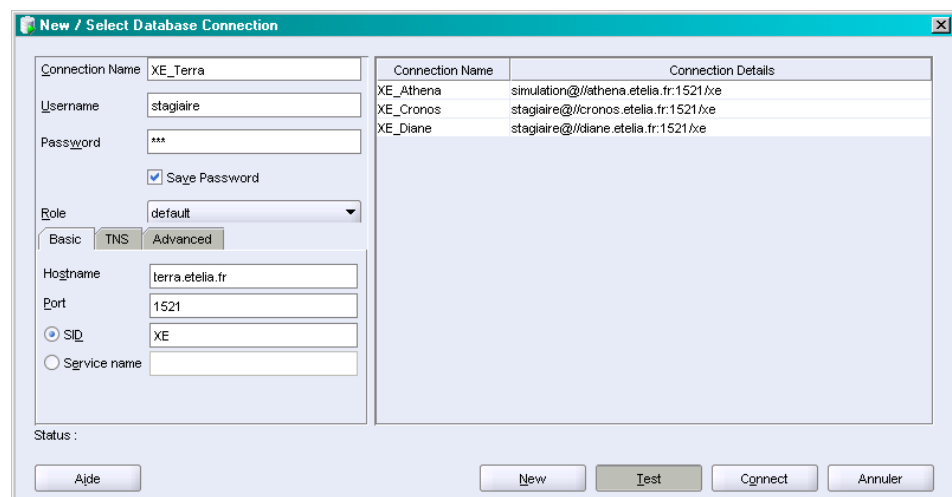 New / Select Database Connection
Connection Name XE_Terra
Username stagiaire
Password ***
Save Password
Role default
Basic TNS Advanced
Hostname terra.etelia.fr
Port 1521
SID XE
Service name
Connection Name Connection Details
XE_Athena simulation@//athena.etelia.fr:1521/xe
XE_Cronos stagiaire@//cronos.etelia.fr:1521/xe
XE_Diane stagiaire@//diane.etelia.fr:1521/xe
Status :
Aide New Test Connect Annuler